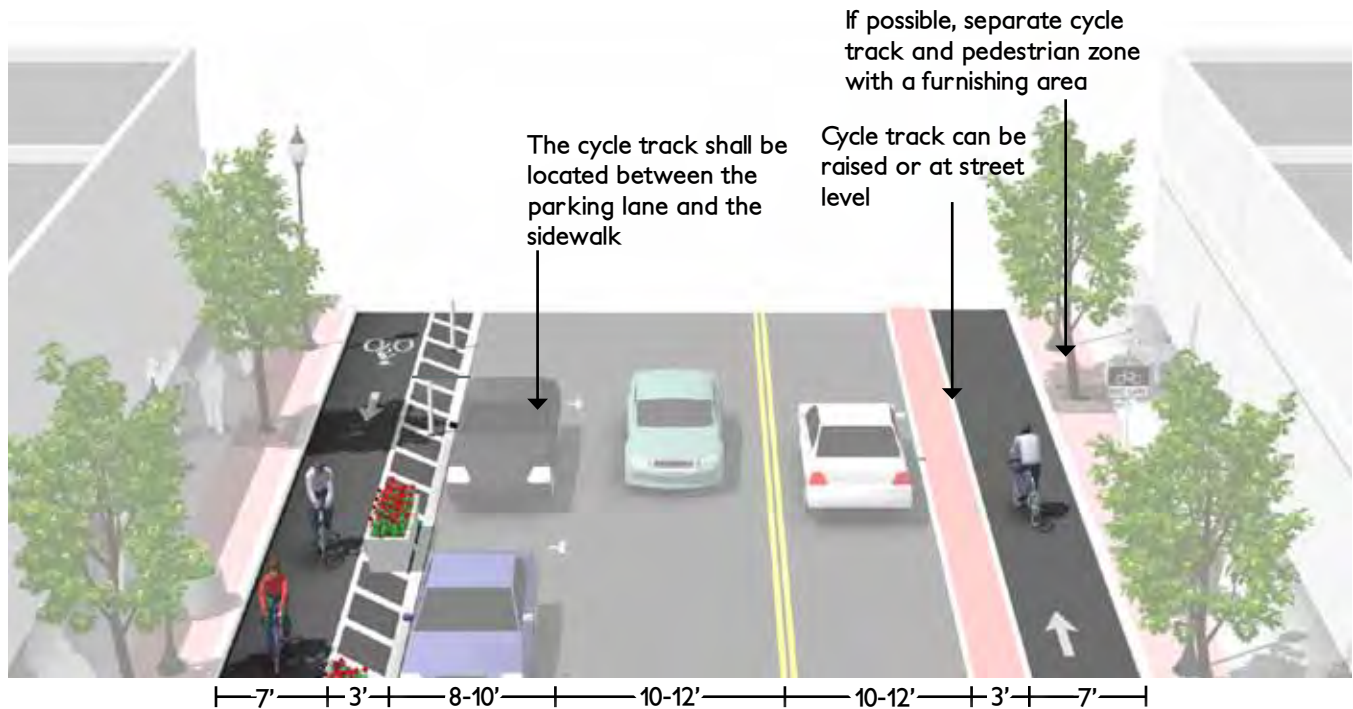 If possible, separate cycle
track and pedestrian zone
with a furnishing area
The cycle track shall be
located between the
parking lane and the
sidewalk
Cycle track can be
raised or at street
level
7’ 3’ 8-10’ 10-12’ 10-12’ 3’ 7’